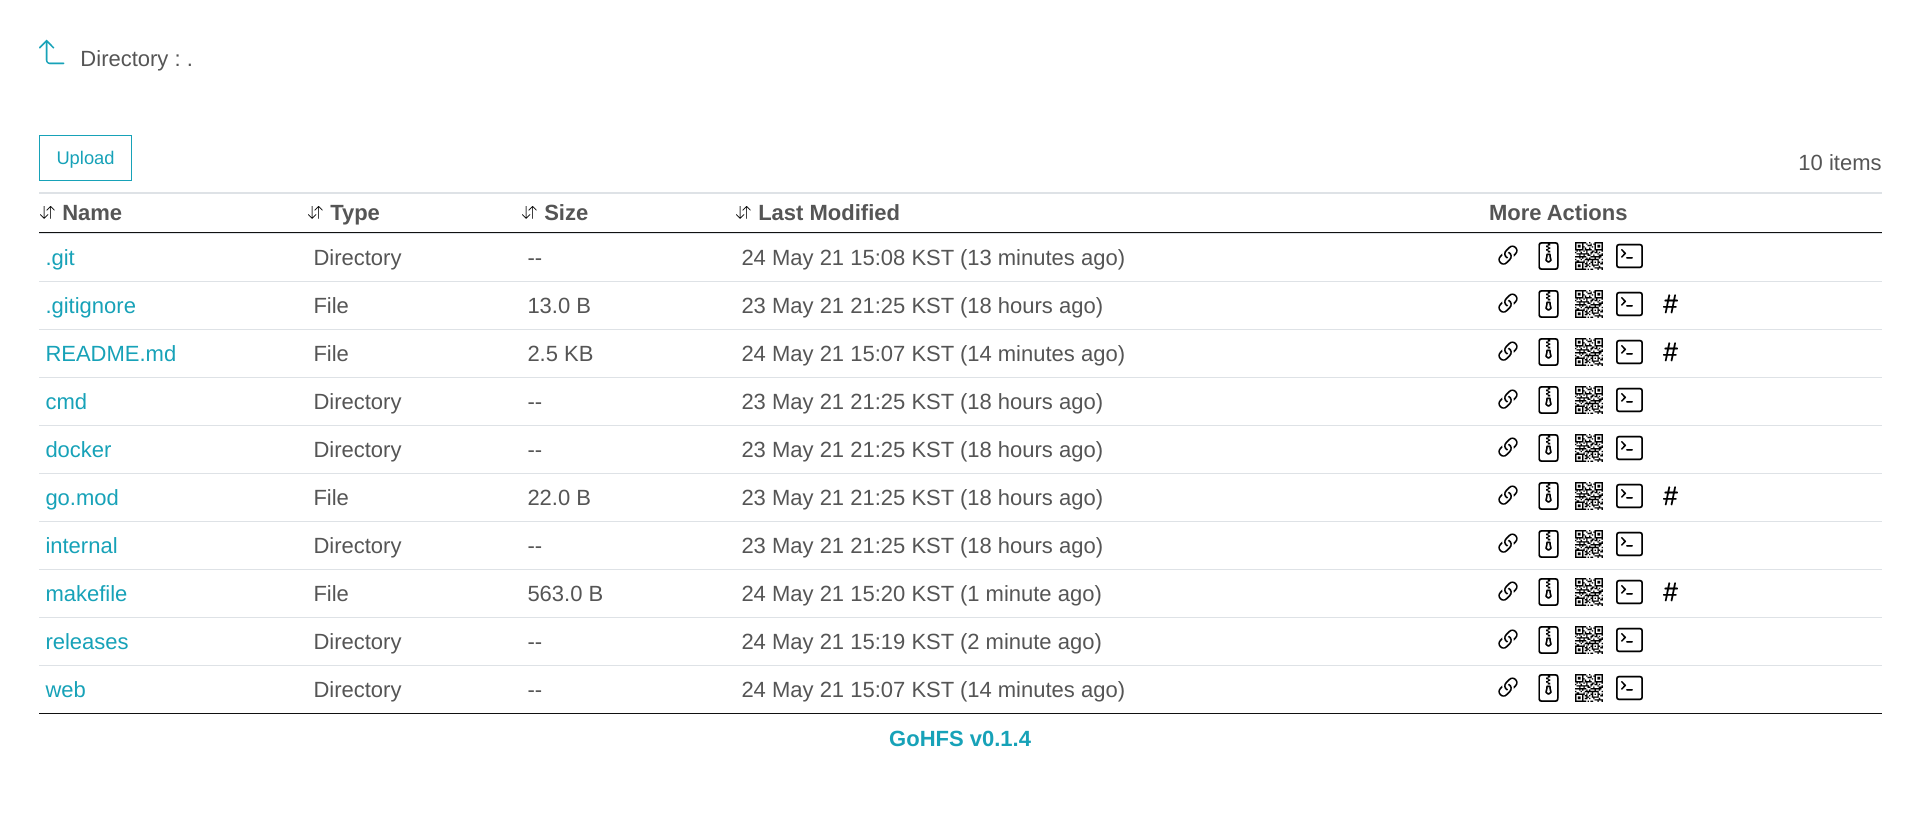 Directory : .
Upload
10 items
Name Type Size Last Modified More Actions
.git Directory -- 24 May 21 15:08 KST (13 minutes ago)
.gitignore File 13.0 B 23 May 21 21:25 KST (18 hours ago) #
README.md File 2.5 KB 24 May 21 15:07 KST (14 minutes ago) #
cmd Directory -- 23 May 21 21:25 KST (18 hours ago)
docker Directory -- 23 May 21 21:25 KST (18 hours ago)
go.mod File 22.0 B 23 May 21 21:25 KST (18 hours ago) #
internal Directory -- 23 May 21 21:25 KST (18 hours ago)
makefile File 563.0 B 24 May 21 15:20 KST (1 minute ago) #
releases Directory -- 24 May 21 15:19 KST (2 minute ago)
web Directory -- 24 May 21 15:07 KST (14 minutes ago)
GoHFS v0.1.4